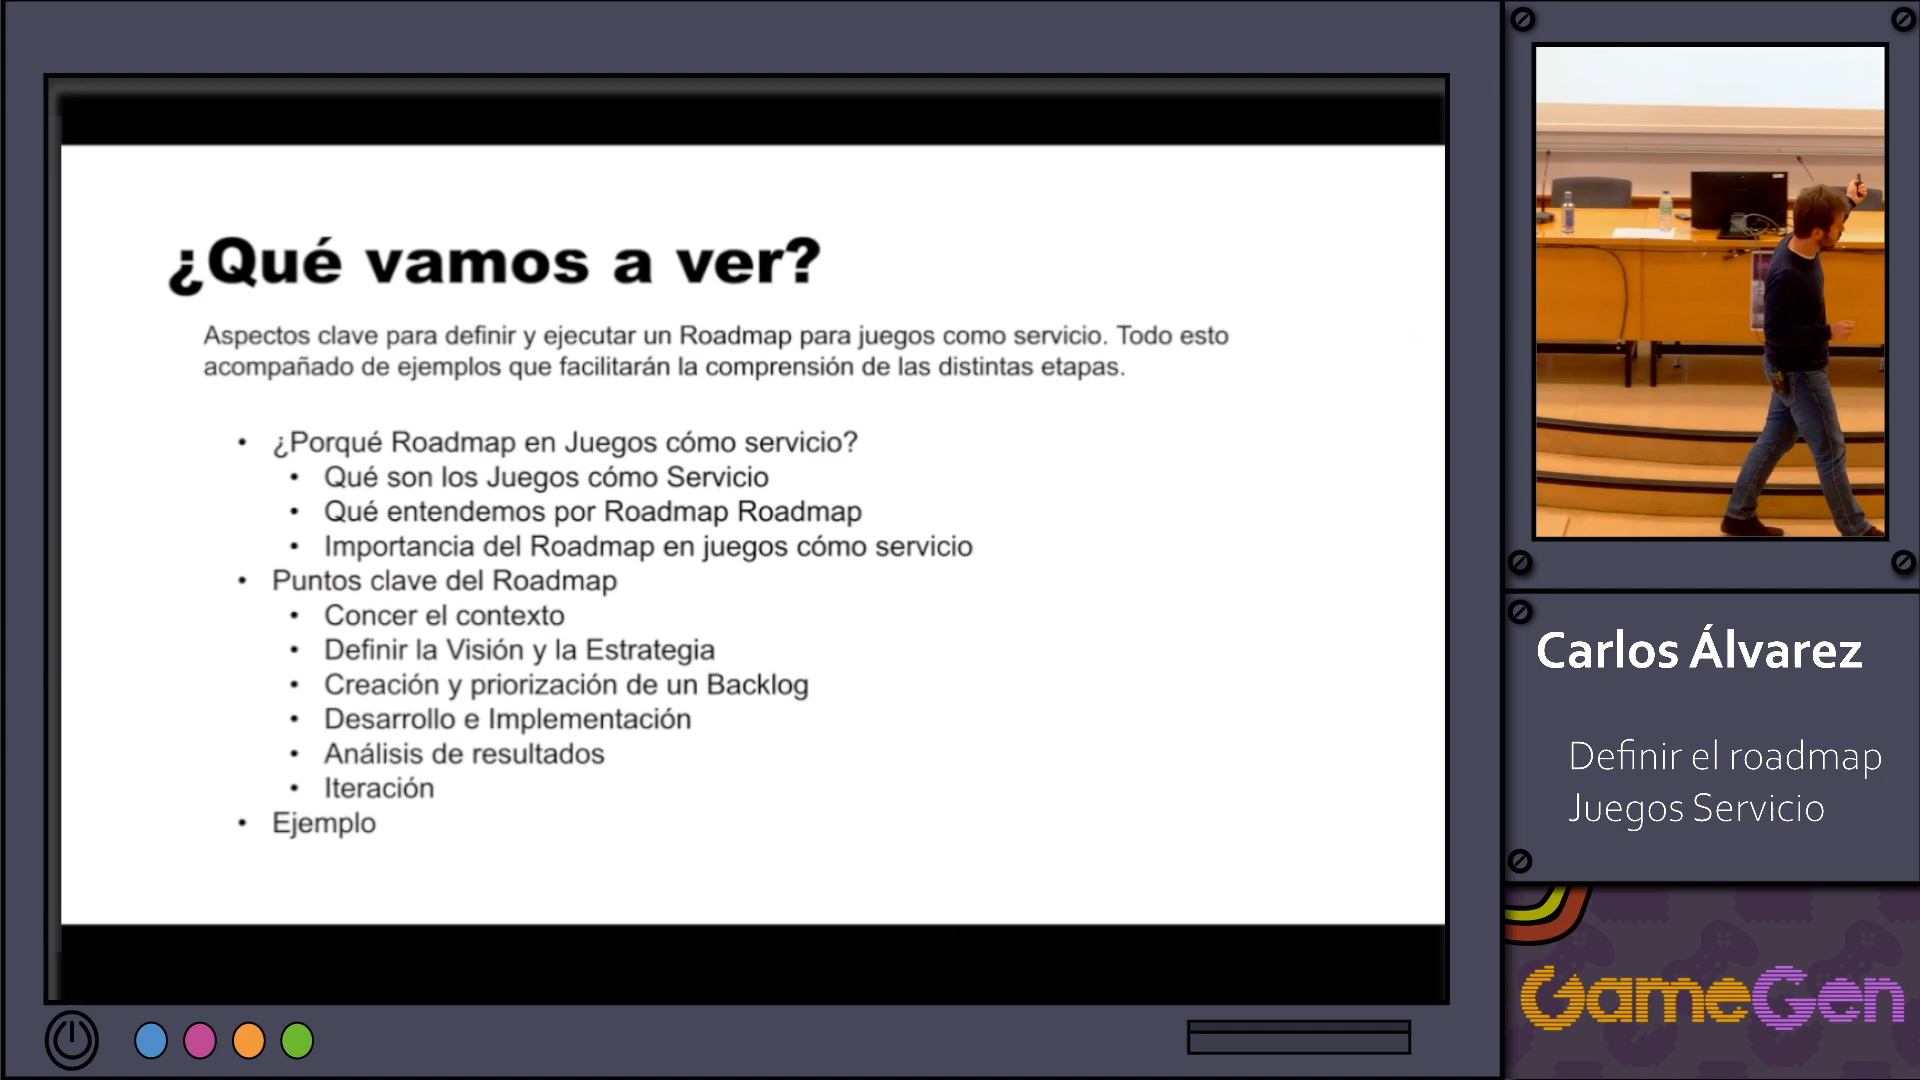 ¿Qué vamos a ver?
Aspectos clave para definir y ejecutar un Roadmap para juegos como servicio. Todo esto
acompañado de ejemplos que facilitarán la comprensión de las distintas etapas.
• ¿Porqué Roadmap en Juegos cómo servicio?
• Qué son los Juegos cómo Servicio
• Qué entendemos por Roadmap Roadmap
• Importancia del Roadmap en juegos cómo servicio
• Puntos clave del Roadmap
• Concer el contexto
• Definir la Visión y la Estrategia
• Creación y priorización de un Backlog
• Desarrollo e Implementación
• Análisis de resultados
• Iteración
• Ejemplo
Carlos Álvarez
Definir el roadmap
Juegos Servicio
GameGen